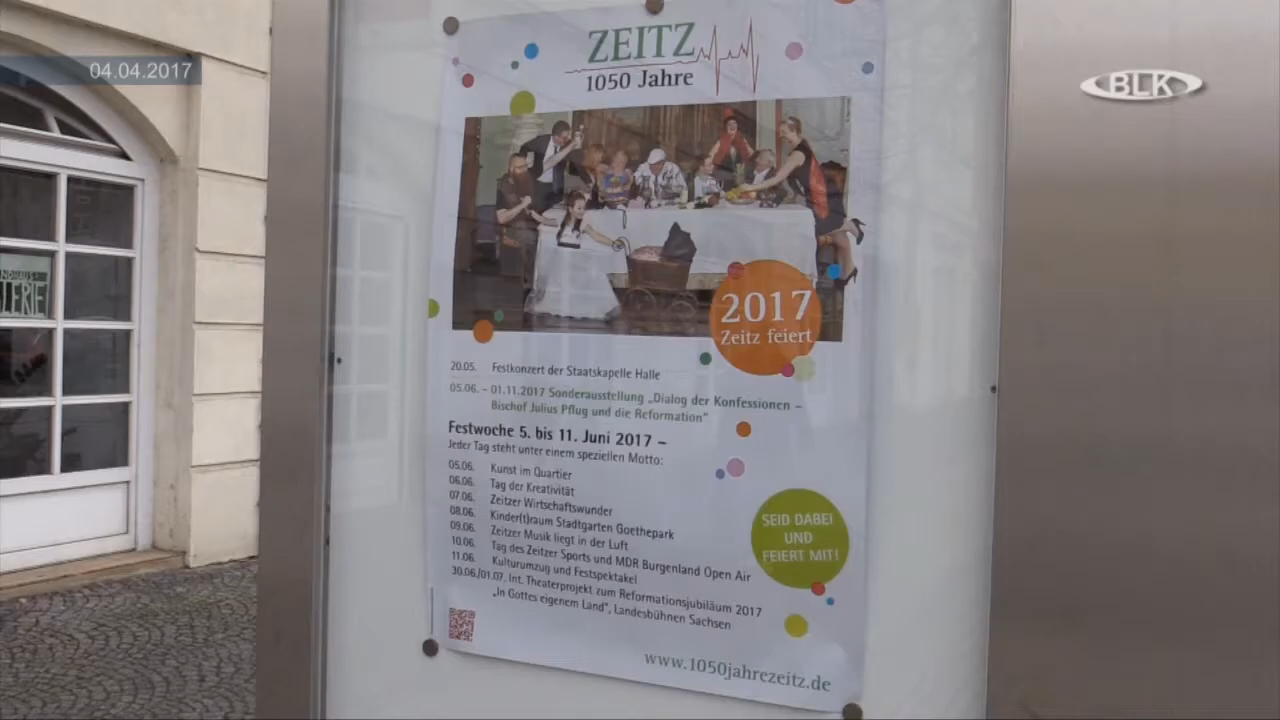 04.04.2017
BLK
ZEITZ
1050 Jahre
2017
Zeitz feiert
20.05. Festkonzert der Staatskapelle Halle
05.06. – 01.11.2017 Sonderausstellung „Dialog der Konfessionen –
Bischof Julius Pflug und die Reformation“
Festwoche 5. bis 11. Juni 2017 –
Jeder Tag steht unter einem speziellen Motto:
05.06. Kunst im Quartier
06.06. Tag der Kreativität
07.06. Zeitzer Wirtschaftswunder
08.06. Kinder(t)raum Stadtgarten Goethepark
09.06. Zeitzer Musik liegt in der Luft
10.06. Tag des Zeitzer Sports und MDR Burgenland Open Air
11.06. Kulturumzug und Festspektakel
30.06./01.07. Int. Theaterprojekt zum Reformationsjubiläum 2017
„In Gottes eigenem Land“, Landesbühnen Sachsen
SEID DABEI
UND
FEIERT MIT!
www.1050jahrezeitz.de